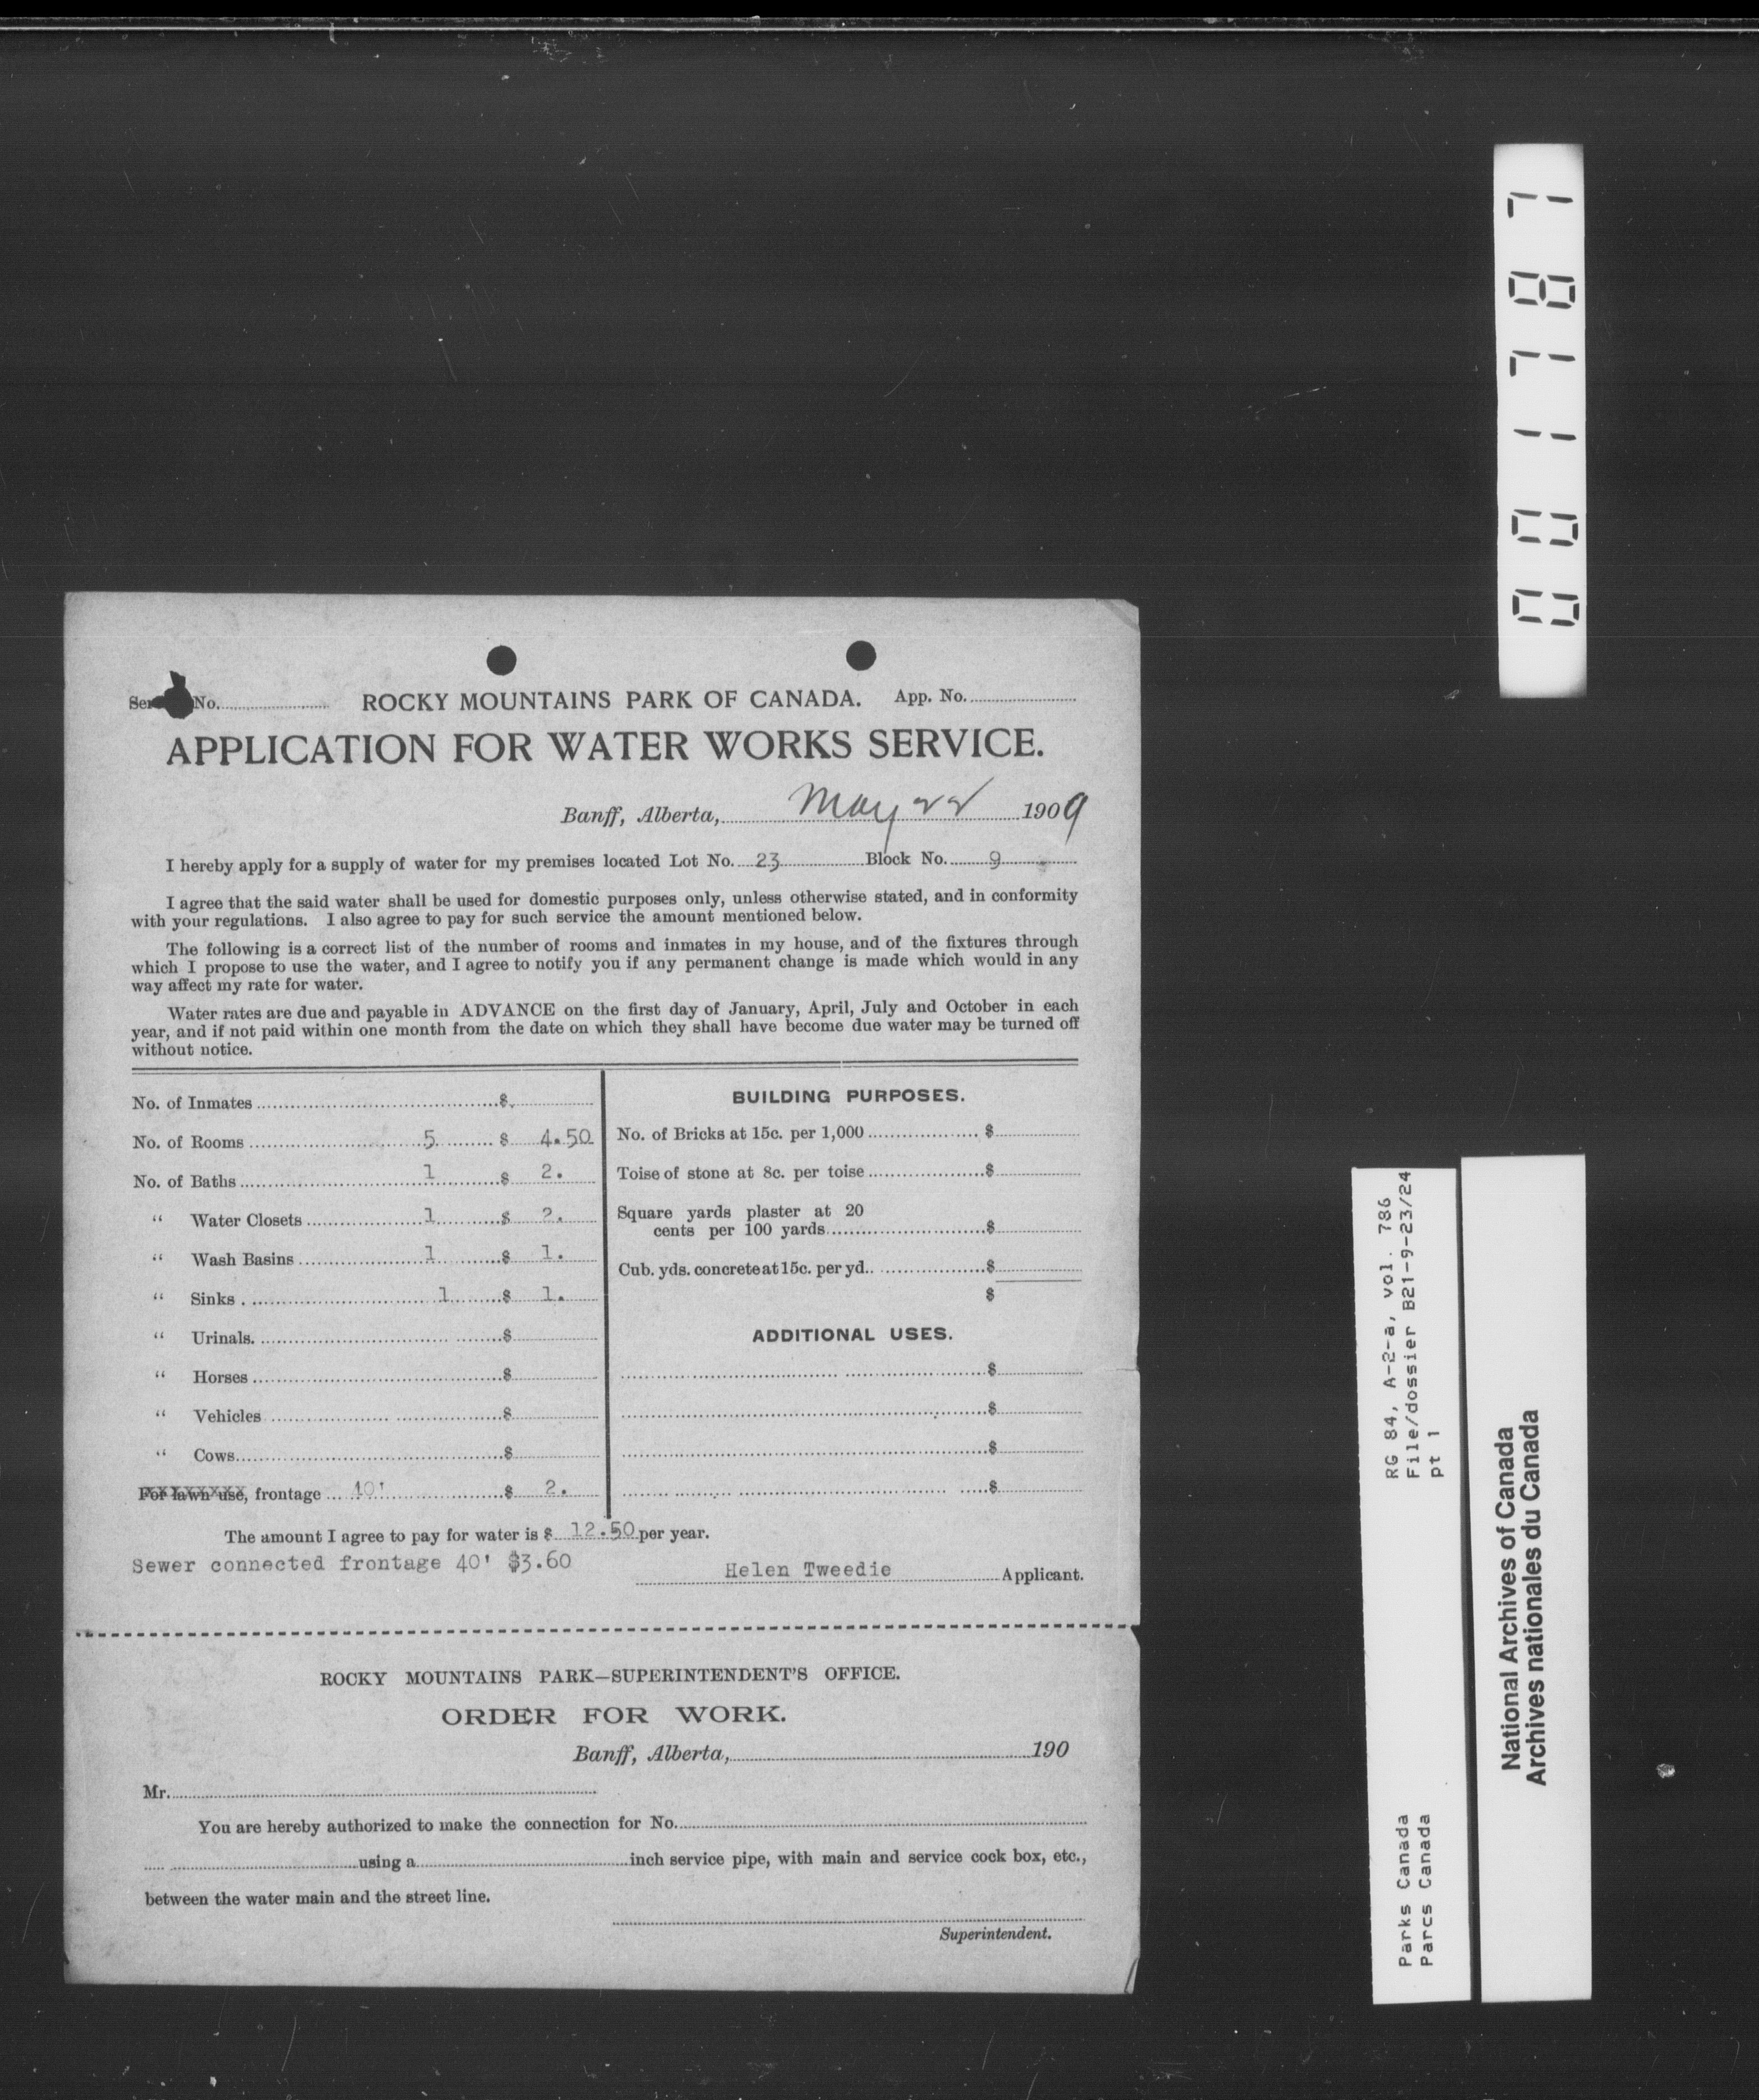 Service No. ROCKY MOUNTAINS PARK OF CANADA. App. No.
APPLICATION FOR WATER WORKS SERVICE.
Banff, Alberta, May 22 1909
I hereby apply for a supply of water for my premises located Lot No. 23 Block No. 9
I agree that the said water shall be used for domestic purposes only, unless otherwise stated, and in conformity
with your regulations. I also agree to pay for such service the amount mentioned below.
The following is a correct list of the number of rooms and inmates in my house, and of the fixtures through
which I propose to use the water, and I agree to notify you if any permanent change is made which would in any
way affect my rate for water.
Water rates are due and payable in ADVANCE on the first day of January, April, July and October in each
year, and if not paid within one month from the date on which they shall have become due water may be turned off
without notice.
No. of Inmates $
No. of Rooms 5 $ 4.50
No. of Baths 1 $ 2.
" Water Closets 1 $ 2.
" Wash Basins 1 $ 1.
" Sinks 1 $ 1.
" Urinals. $
" Horses $
" Vehicles $
" Cows $
For lawn use, frontage 40' $ 2.
BUILDING PURPOSES.
No. of Bricks at 15c. per 1,000 $
Toise of stone at 8c. per toise $
Square yards plaster at 20
cents per 100 yards $
Cub. yds. concrete at 15c. per yd. $
$
ADDITIONAL USES.
$
$
$
$
The amount I agree to pay for water is $ 12.50 per year.
Sewer connected frontage 40' $3.60
Helen Tweedie Applicant.
ROCKY MOUNTAINS PARK—SUPERINTENDENT'S OFFICE.
ORDER FOR WORK.
Banff, Alberta, 190
Mr.
You are hereby authorized to make the connection for No.
using a inch service pipe, with main and service cock box, etc.,
between the water main and the street line.
Superintendent.
001787
RG 84, A-2-a, vol. 786
File/dossier B21-9-23/24
pt 1
Parks Canada
Parcs Canada
National Archives of Canada
Archives nationales du Canada